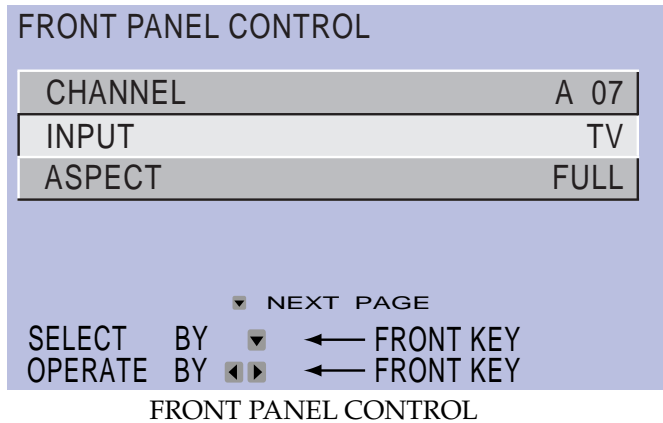 FRONT PANEL CONTROL
CHANNEL A 07
INPUT TV
ASPECT FULL
▼ NEXT PAGE
SELECT BY ▼ ← FRONT KEY
OPERATE BY ◀ ▶ ← FRONT KEY
FRONT PANEL CONTROL